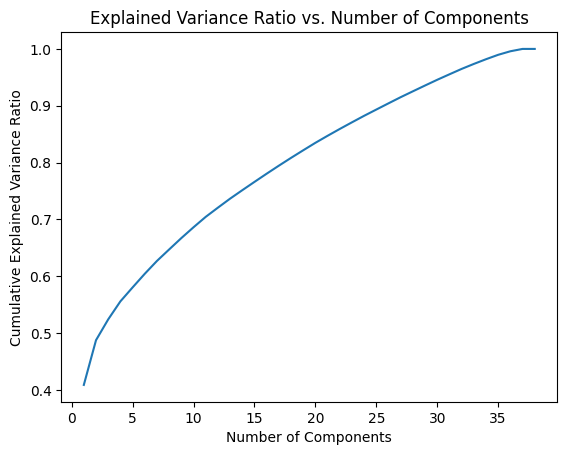 Explained Variance Ratio vs. Number of Components
Cumulative Explained Variance Ratio
1.0
0.9
0.8
0.7
0.6
0.5
0.4
0 5 10 15 20 25 30 35
Number of Components